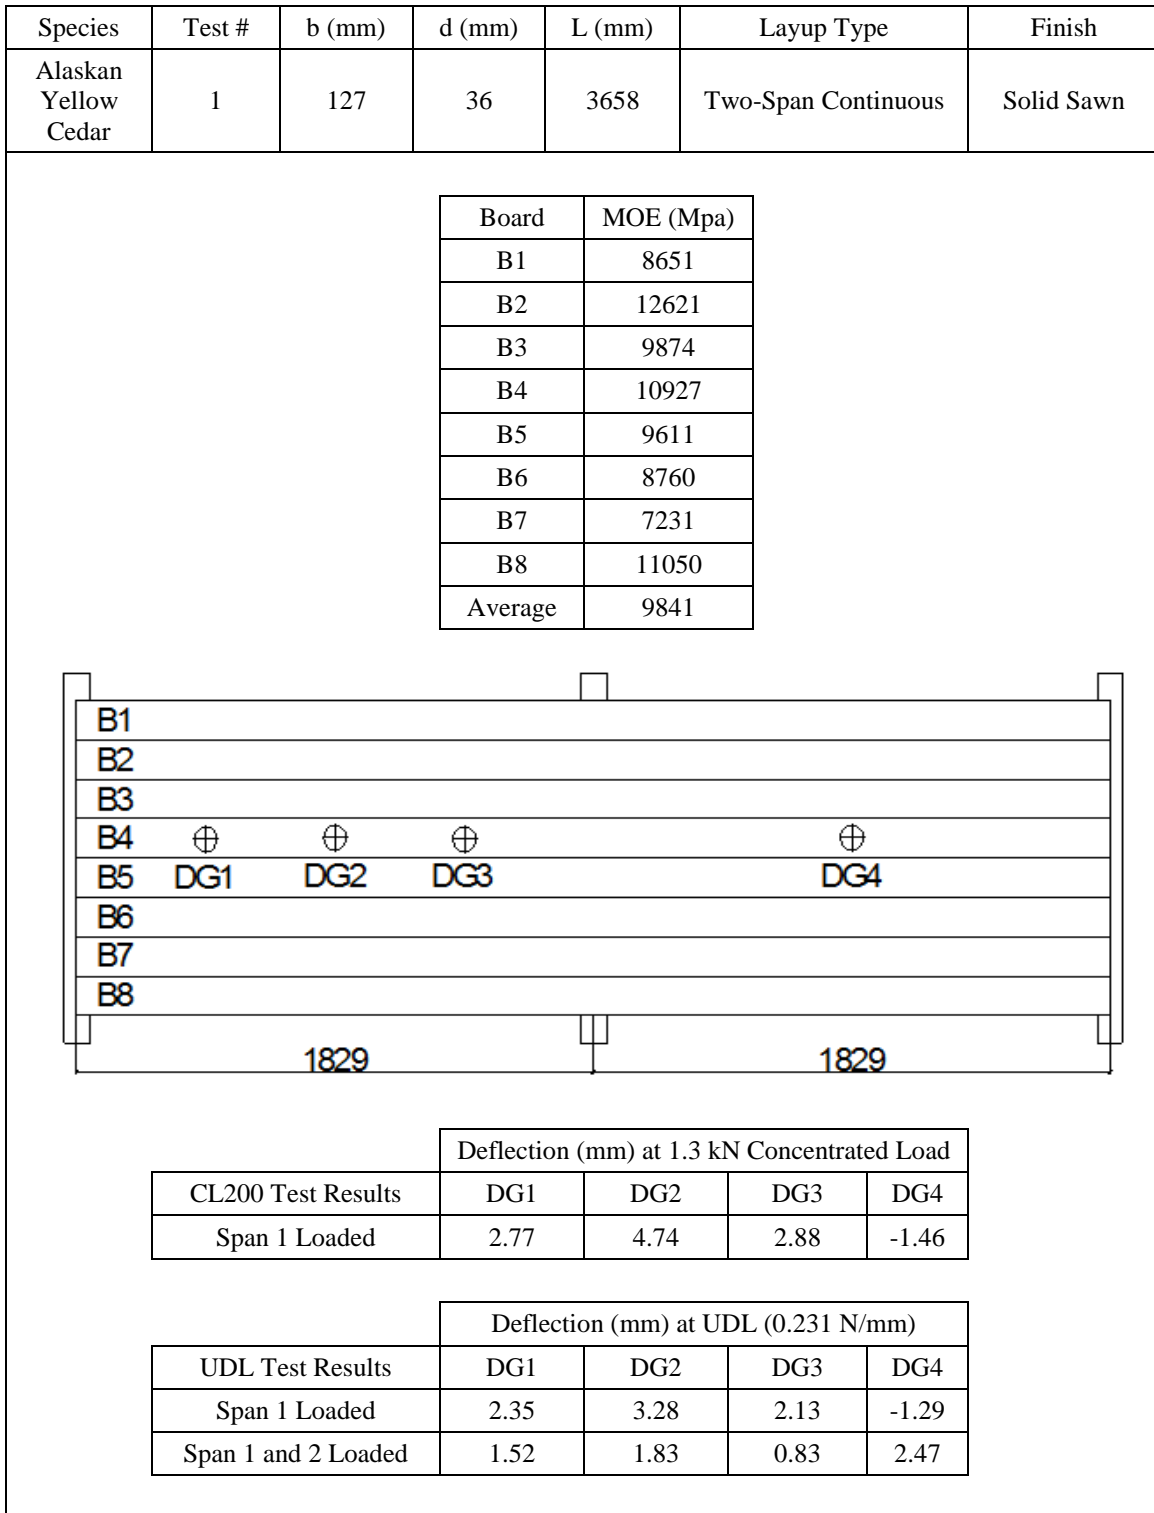 Species Test # b (mm) d (mm) L (mm) Layup Type Finish
Alaskan
Yellow
Cedar
1 127 36 3658 Two-Span Continuous Solid Sawn
Board MOE (Mpa)
B1 8651
B2 12621
B3 9874
B4 10927
B5 9611
B6 8760
B7 7231
B8 11050
Average 9841
B1
B2
B3
B4
B5 DG1 DG2 DG3 DG4
B6
B7
B8
1829 1829
Deflection (mm) at 1.3 kN Concentrated Load
CL200 Test Results DG1 DG2 DG3 DG4
Span 1 Loaded 2.77 4.74 2.88 -1.46
Deflection (mm) at UDL (0.231 N/mm)
UDL Test Results DG1 DG2 DG3 DG4
Span 1 Loaded 2.35 3.28 2.13 -1.29
Span 1 and 2 Loaded 1.52 1.83 0.83 2.47